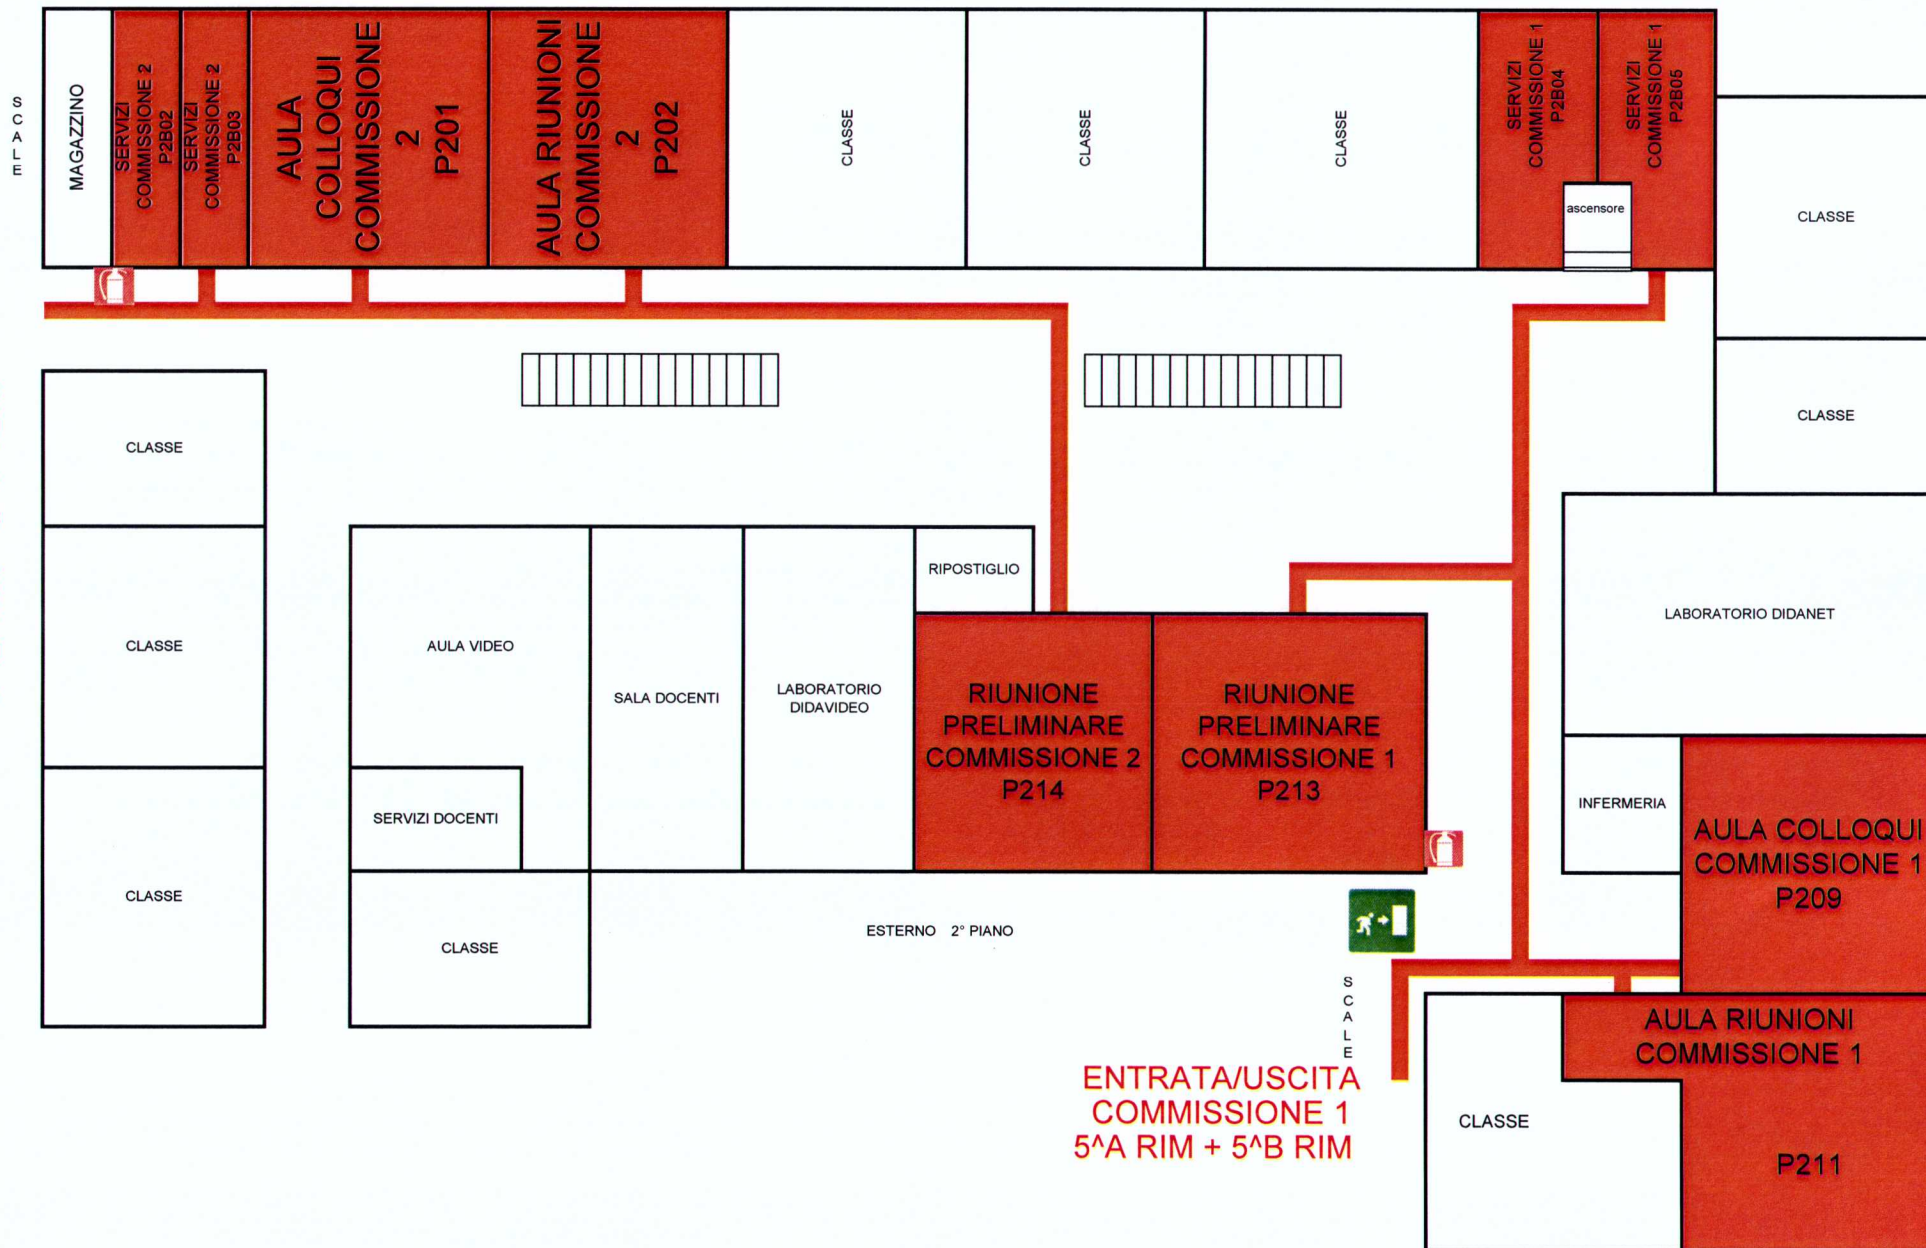 SCALE
MAGAZZINO
SERVIZI
COMMISSIONE 2
P2B02
SERVIZI
COMMISSIONE 2
P2B03
AULA
COLLOQUI
COMMISSIONE
2
P201
AULA RIUNIONI
COMMISSIONE
2
P202
CLASSE
CLASSE
CLASSE
SERVIZI
COMMISSIONE 1
P2B04
SERVIZI
COMMISSIONE 1
P2B05
ascensore
CLASSE
CLASSE
CLASSE
CLASSE
CLASSE
AULA VIDEO
SERVIZI DOCENTI
CLASSE
SALA DOCENTI
LABORATORIO
DIDAVIDEO
RIPOSTIGLIO
RIUNIONE
PRELIMINARE
COMMISSIONE 2
P214
RIUNIONE
PRELIMINARE
COMMISSIONE 1
P213
LABORATORIO DIDANET
INFERMERIA
AULA COLLOQUI
COMMISSIONE 1
P209
ESTERNO 2° PIANO
SCALE
ENTRATA/USCITA
COMMISSIONE 1
5^A RIM + 5^B RIM
CLASSE
AULA RIUNIONI
COMMISSIONE 1
P211